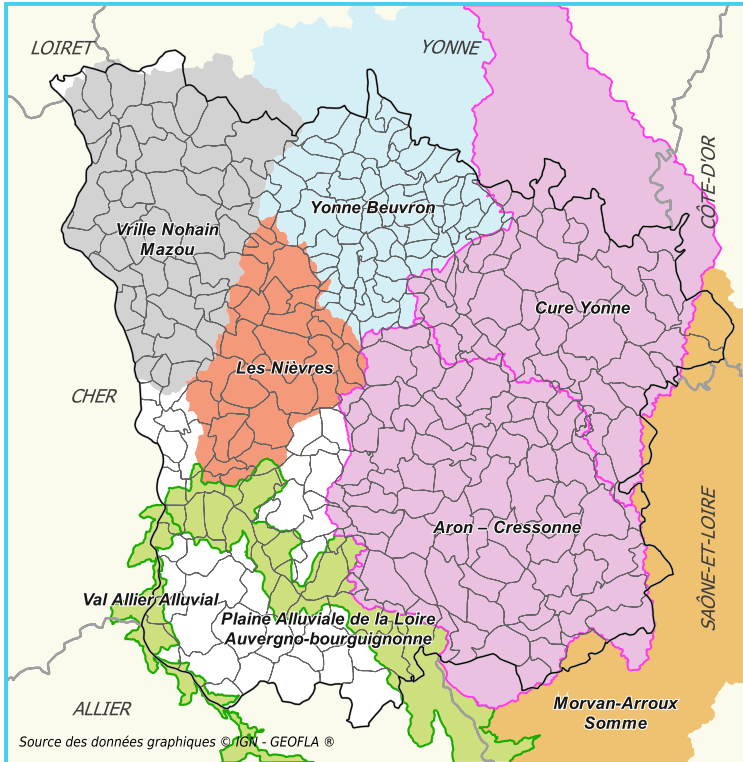 LOIRET
YONNE
CÔTE-D'OR
Yonne Beuvron
Vrille Nohain
Mazou
Cure Yonne
Les Nièvres
CHER
Aron – Cressonne
SAÔNE-ET-LOIRE
Val Allier Alluvial
Plaine Alluviale de la Loire
Auvergno-bourguignonne
ALLIER
Morvan-Arroux
Somme
Source des données graphiques © IGN - GEOFLA ®